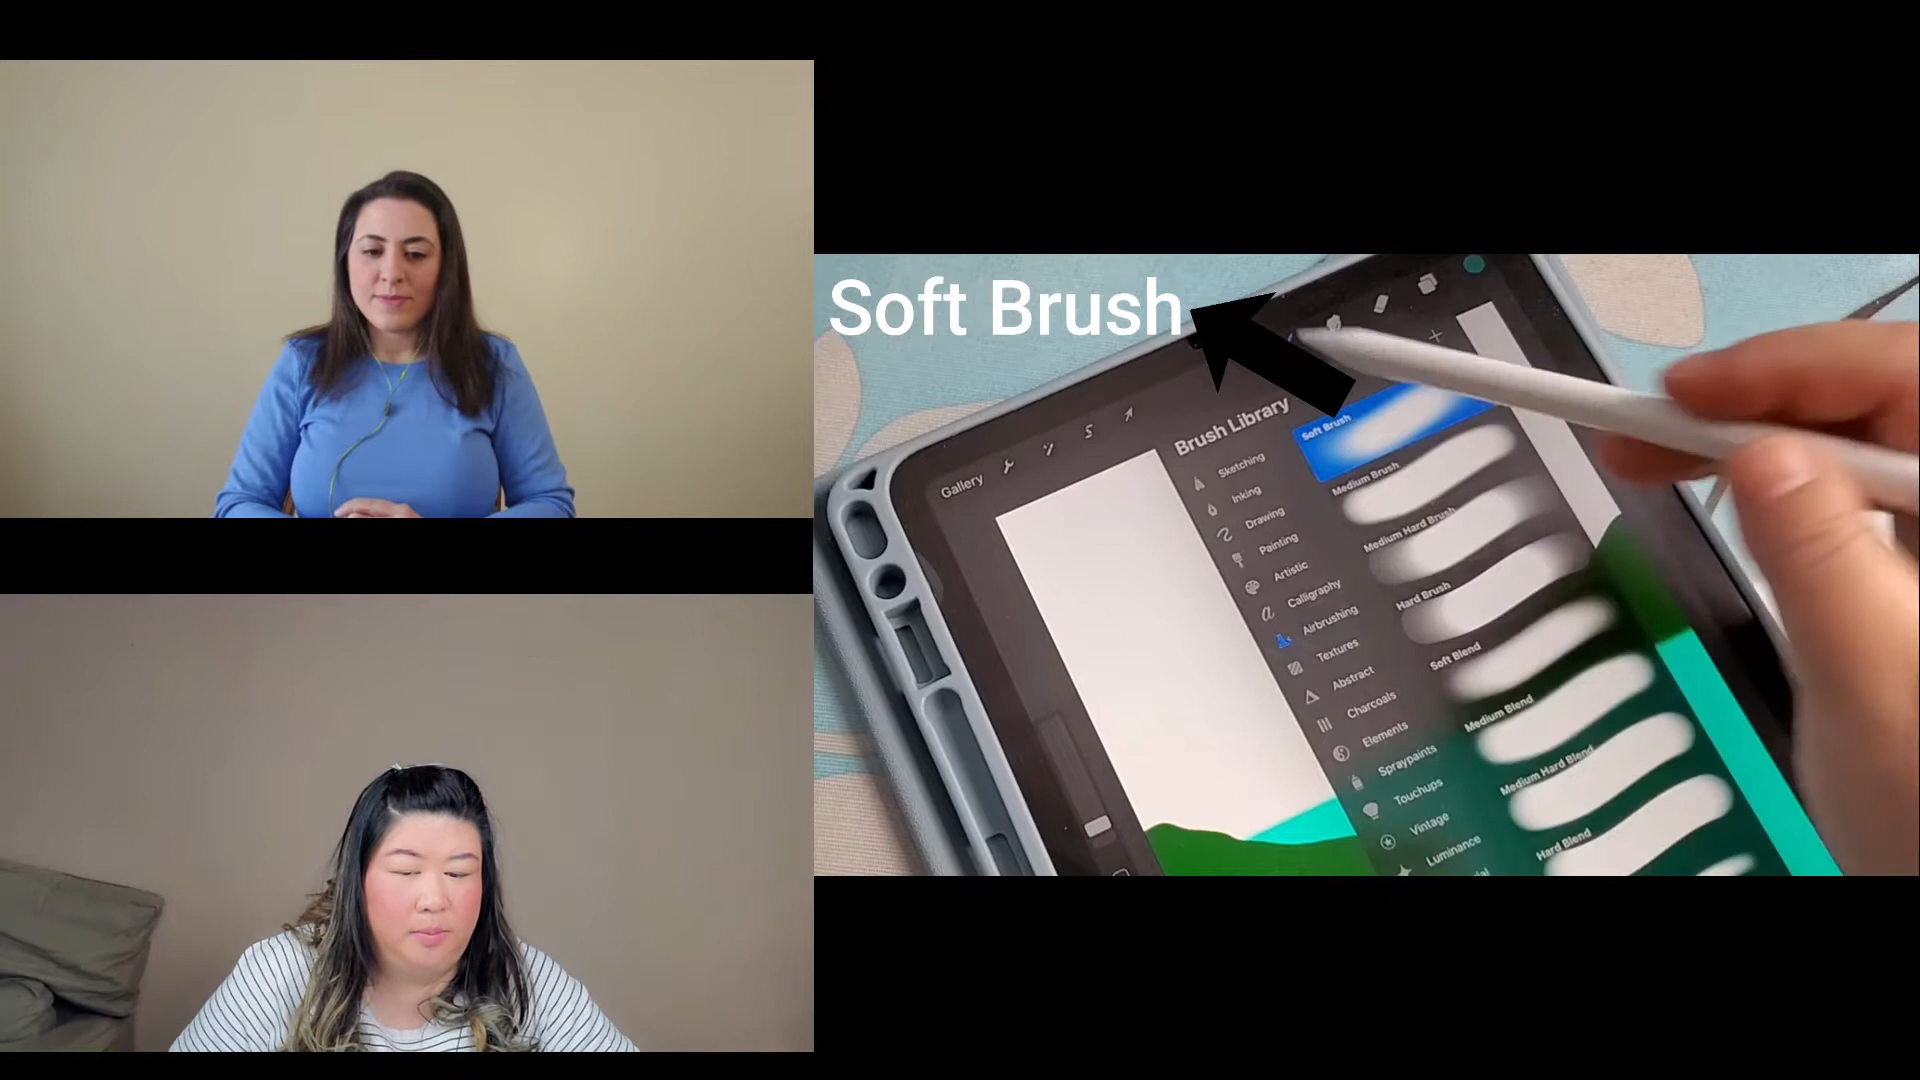 Soft Brush
Gallery
Brush Library
Sketching
Inking
Drawing
Painting
Artistic
Calligraphy
Airbrushing
Textures
Abstract
Charcoals
Elements
Spraypaints
Touchups
Vintage
Luminance
Soft Brush
Medium Brush
Medium Hard Brush
Hard Brush
Soft Blend
Medium Blend
Medium Hard Blend
Hard Blend